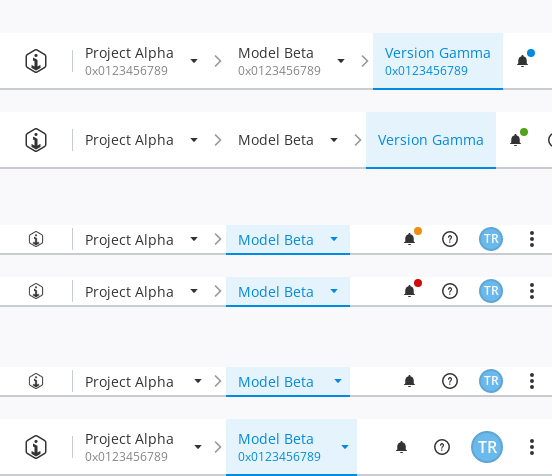 Project Alpha Model Beta Version Gamma
0x0123456789 0x0123456789 0x0123456789
Project Alpha Model Beta Version Gamma
Project Alpha Model Beta ? TR
Project Alpha Model Beta ? TR
Project Alpha Model Beta ? TR
Project Alpha Model Beta ? TR
0x0123456789 0x0123456789